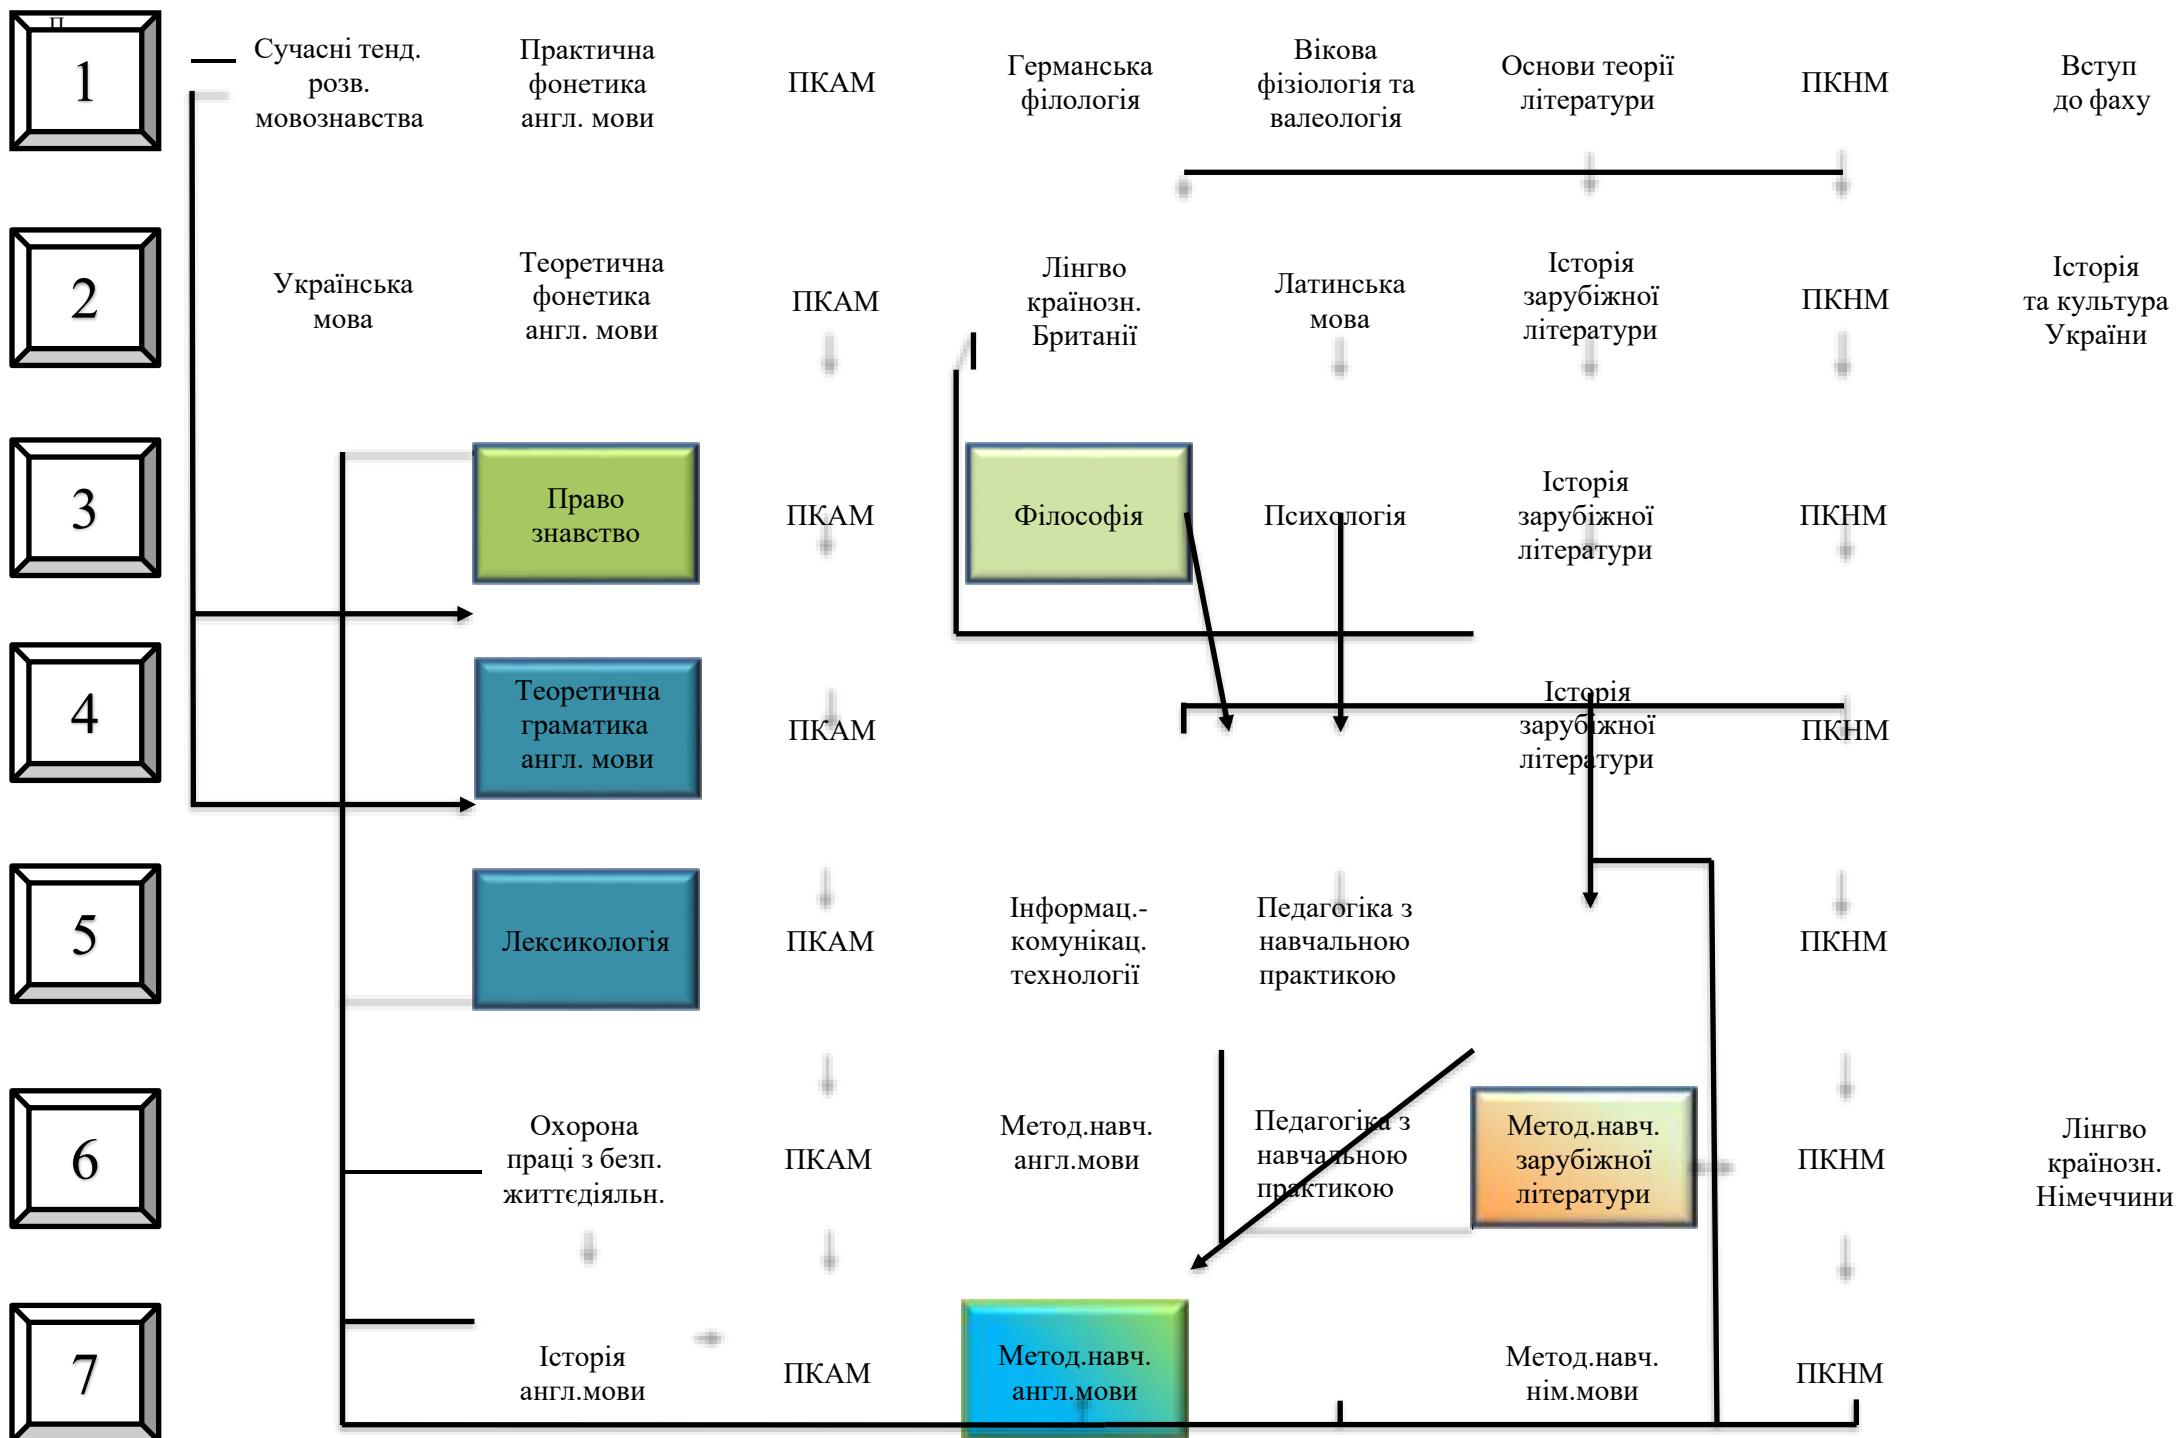 П
1
Сучасні тенд.
розв.
мовознавства
Практична
фонетика
англ. мови
ПКАМ
Германська
філологія
Вікова
фізіологія та
валеологія
Основи теорії
літератури
ПКНМ
Вступ
до фаху
2
Українська
мова
Теоретична
фонетика
англ. мови
ПКАМ
Лінгво
країнозн.
Британії
Латинська
мова
Історія
зарубіжної
літератури
ПКНМ
Історія
та культура
України
3
Право
знавство
ПКАМ
Філософія
Психологія
Історія
зарубіжної
літератури
ПКНМ
4
Теоретична
граматика
англ. мови
ПКАМ
Історія
зарубіжної
літератури
ПКНМ
5
Лексикологія
ПКАМ
Інформац.-
комунікац.
технології
Педагогіка з
навчальною
практикою
ПКНМ
6
Охорона
праці з безп.
життєдіяльн.
ПКАМ
Метод.навч.
англ.мови
Педагогіка з
навчальною
практикою
Метод.навч.
зарубіжної
літератури
ПКНМ
Лінгво
країнозн.
Німеччини
7
Історія
англ.мови
ПКАМ
Метод.навч.
англ.мови
Метод.навч.
нім.мови
ПКНМ